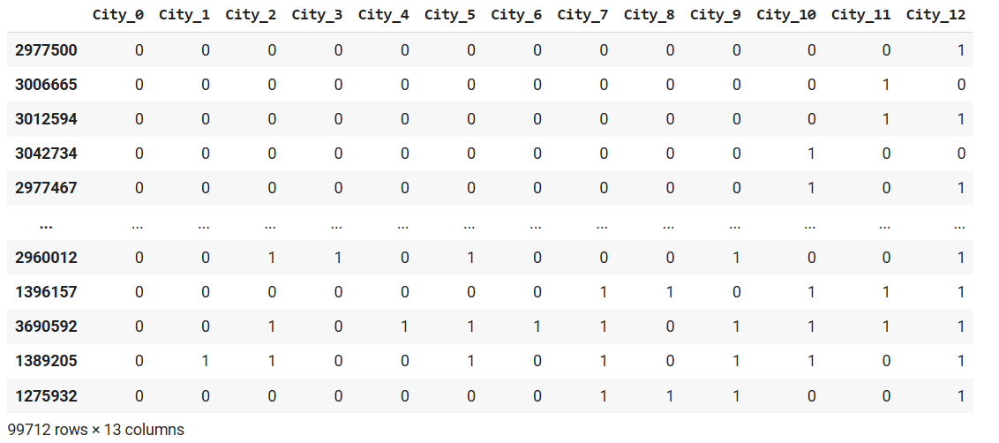 City_0 City_1 City_2 City_3 City_4 City_5 City_6 City_7 City_8 City_9 City_10 City_11 City_12
2977500 0 0 0 0 0 0 0 0 0 0 0 0 1
3006665 0 0 0 0 0 0 0 0 0 0 0 1 0
3012594 0 0 0 0 0 0 0 0 0 0 0 1 1
3042734 0 0 0 0 0 0 0 0 0 0 1 0 0
2977467 0 0 0 0 0 0 0 0 0 0 1 0 1
... ... ... ... ... ... ... ... ... ... ... ... ... ...
2960012 0 0 1 1 0 1 0 0 0 1 0 0 1
1396157 0 0 0 0 0 0 0 1 1 0 1 1 1
3690592 0 0 1 0 1 1 1 1 0 1 1 1 1
1389205 0 1 1 0 0 1 0 1 0 1 1 0 1
1275932 0 0 0 0 0 0 0 1 1 1 0 0 1
99712 rows × 13 columns